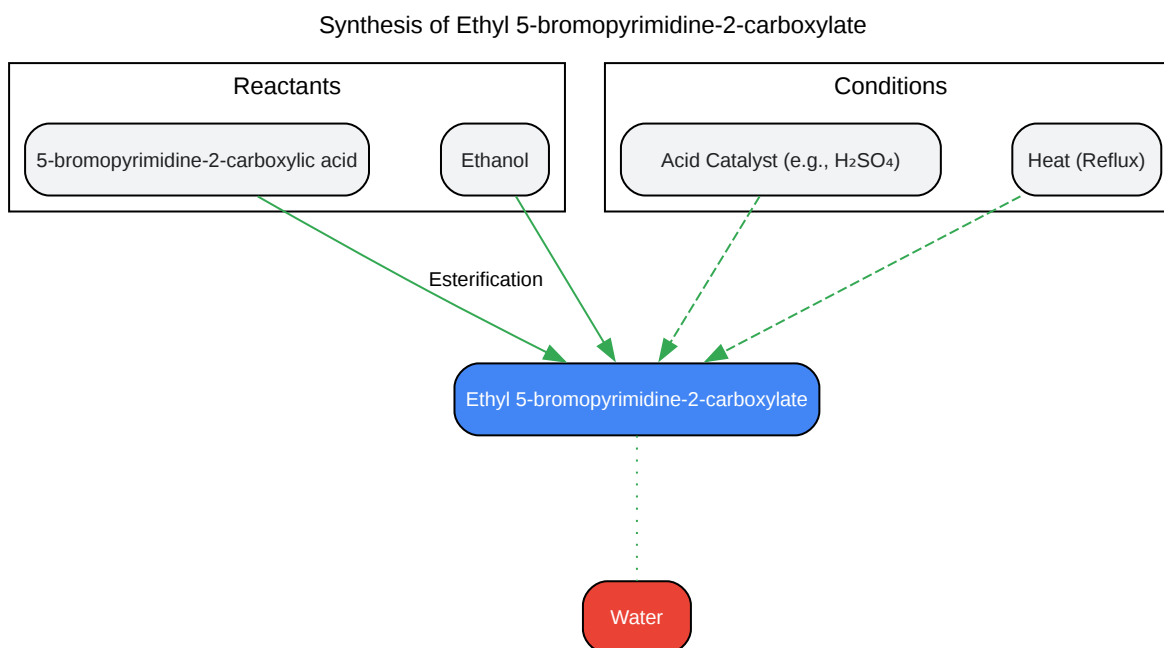 Synthesis of Ethyl 5-bromopyrimidine-2-carboxylate
Reactants
Conditions
5-bromopyrimidine-2-carboxylic acid
Ethanol
Acid Catalyst (e.g., H₂SO₄)
Heat (Reflux)
Esterification
Ethyl 5-bromopyrimidine-2-carboxylate
Water